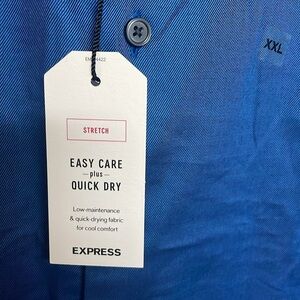 XXL
STRETCH
EASY CARE
plus
QUICK DRY
Low-maintenance
& quick-drying fabric
for cool comfort
EXPRESS